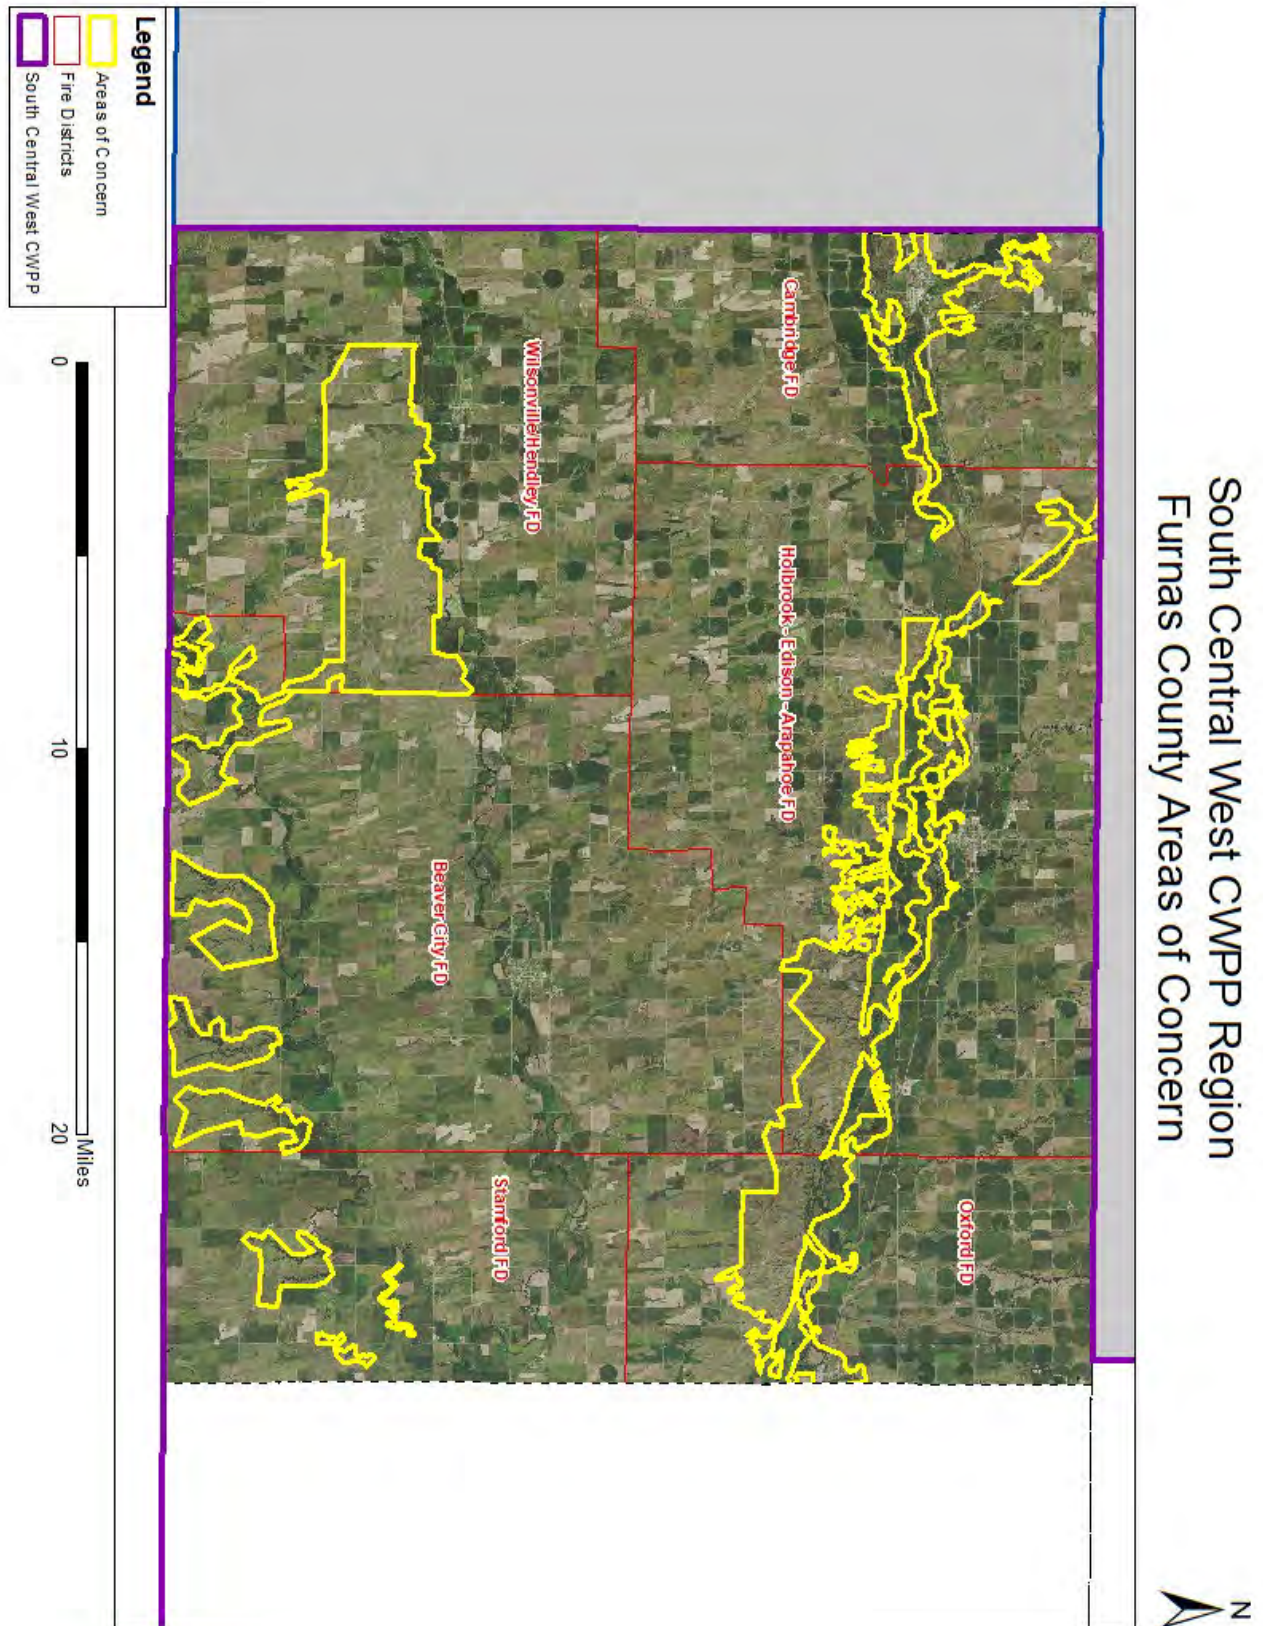 South Central West CWPP Region
Furnas County Areas of Concern
N
Cambridge FD
Holbrook - Edison - Arapahoe FD
Oxford FD
Wilsonville/Hendley FD
Beaver City FD
Stamford FD
Legend
Areas of Concern
Fire Districts
South Central West CWPP
0
10
20
Miles